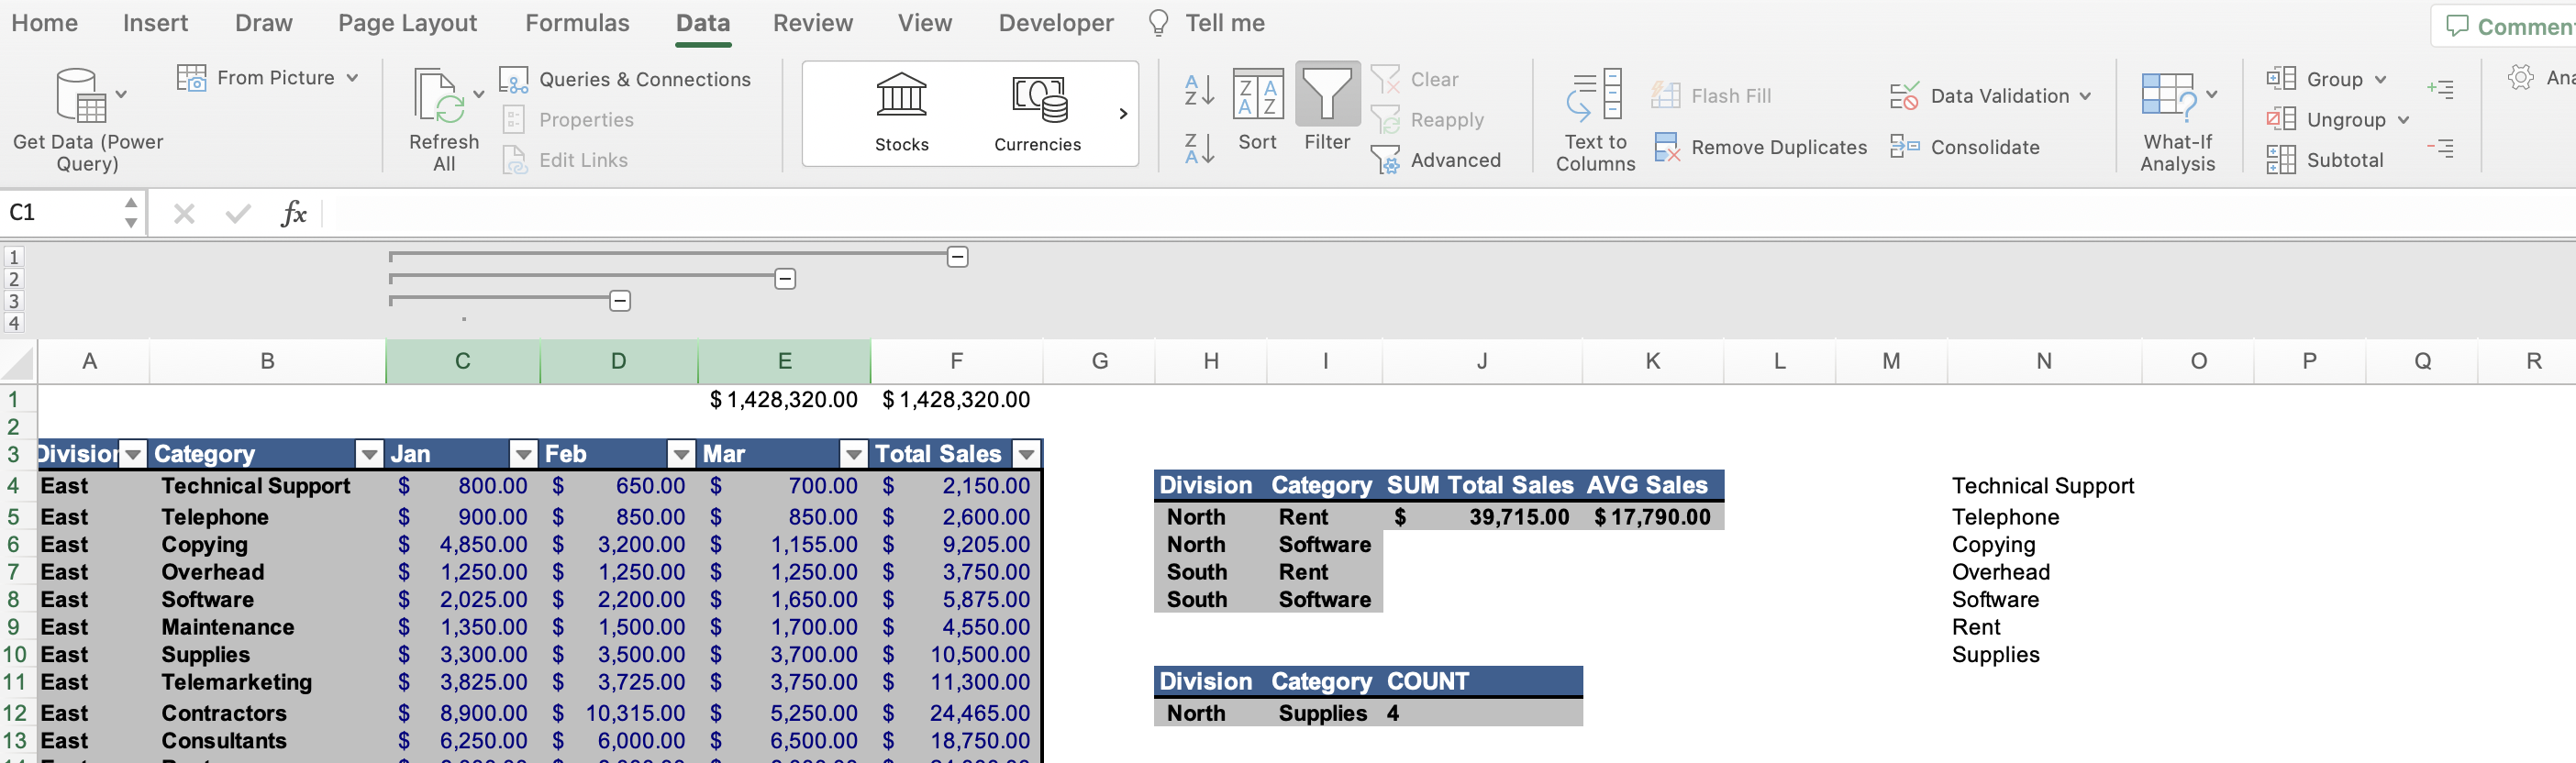 Home Insert Draw Page Layout Formulas Data Review View Developer Tell me Commen
Get Data (Power Query)
From Picture
Refresh All
Queries & Connections
Properties
Edit Links
Stocks
Currencies
Sort
Filter
Clear
Reapply
Advanced
Text to Columns
Flash Fill
Remove Duplicates
Data Validation
Consolidate
What-If Analysis
Group
Ungroup
Subtotal
Ana
C1 fx
1
2
3
4
A B C D E F G H I J K L M N O P Q R
1 $ 1,428,320.00 $ 1,428,320.00
2
3 Division Category Jan Feb Mar Total Sales
4 East Technical Support $ 800.00 $ 650.00 $ 700.00 $ 2,150.00 Division Category SUM Total Sales AVG Sales Technical Support
5 East Telephone $ 900.00 $ 850.00 $ 850.00 $ 2,600.00 North Rent $ 39,715.00 $ 17,790.00 Telephone
6 East Copying $ 4,850.00 $ 3,200.00 $ 1,155.00 $ 9,205.00 North Software Copying
7 East Overhead $ 1,250.00 $ 1,250.00 $ 1,250.00 $ 3,750.00 South Rent Overhead
8 East Software $ 2,025.00 $ 2,200.00 $ 1,650.00 $ 5,875.00 South Software Software
9 East Maintenance $ 1,350.00 $ 1,500.00 $ 1,700.00 $ 4,550.00 Rent
10 East Supplies $ 3,300.00 $ 3,500.00 $ 3,700.00 $ 10,500.00 Supplies
11 East Telemarketing $ 3,825.00 $ 3,725.00 $ 3,750.00 $ 11,300.00 Division Category COUNT
12 East Contractors $ 8,900.00 $ 10,315.00 $ 5,250.00 $ 24,465.00 North Supplies 4
13 East Consultants $ 6,250.00 $ 6,000.00 $ 6,500.00 $ 18,750.00